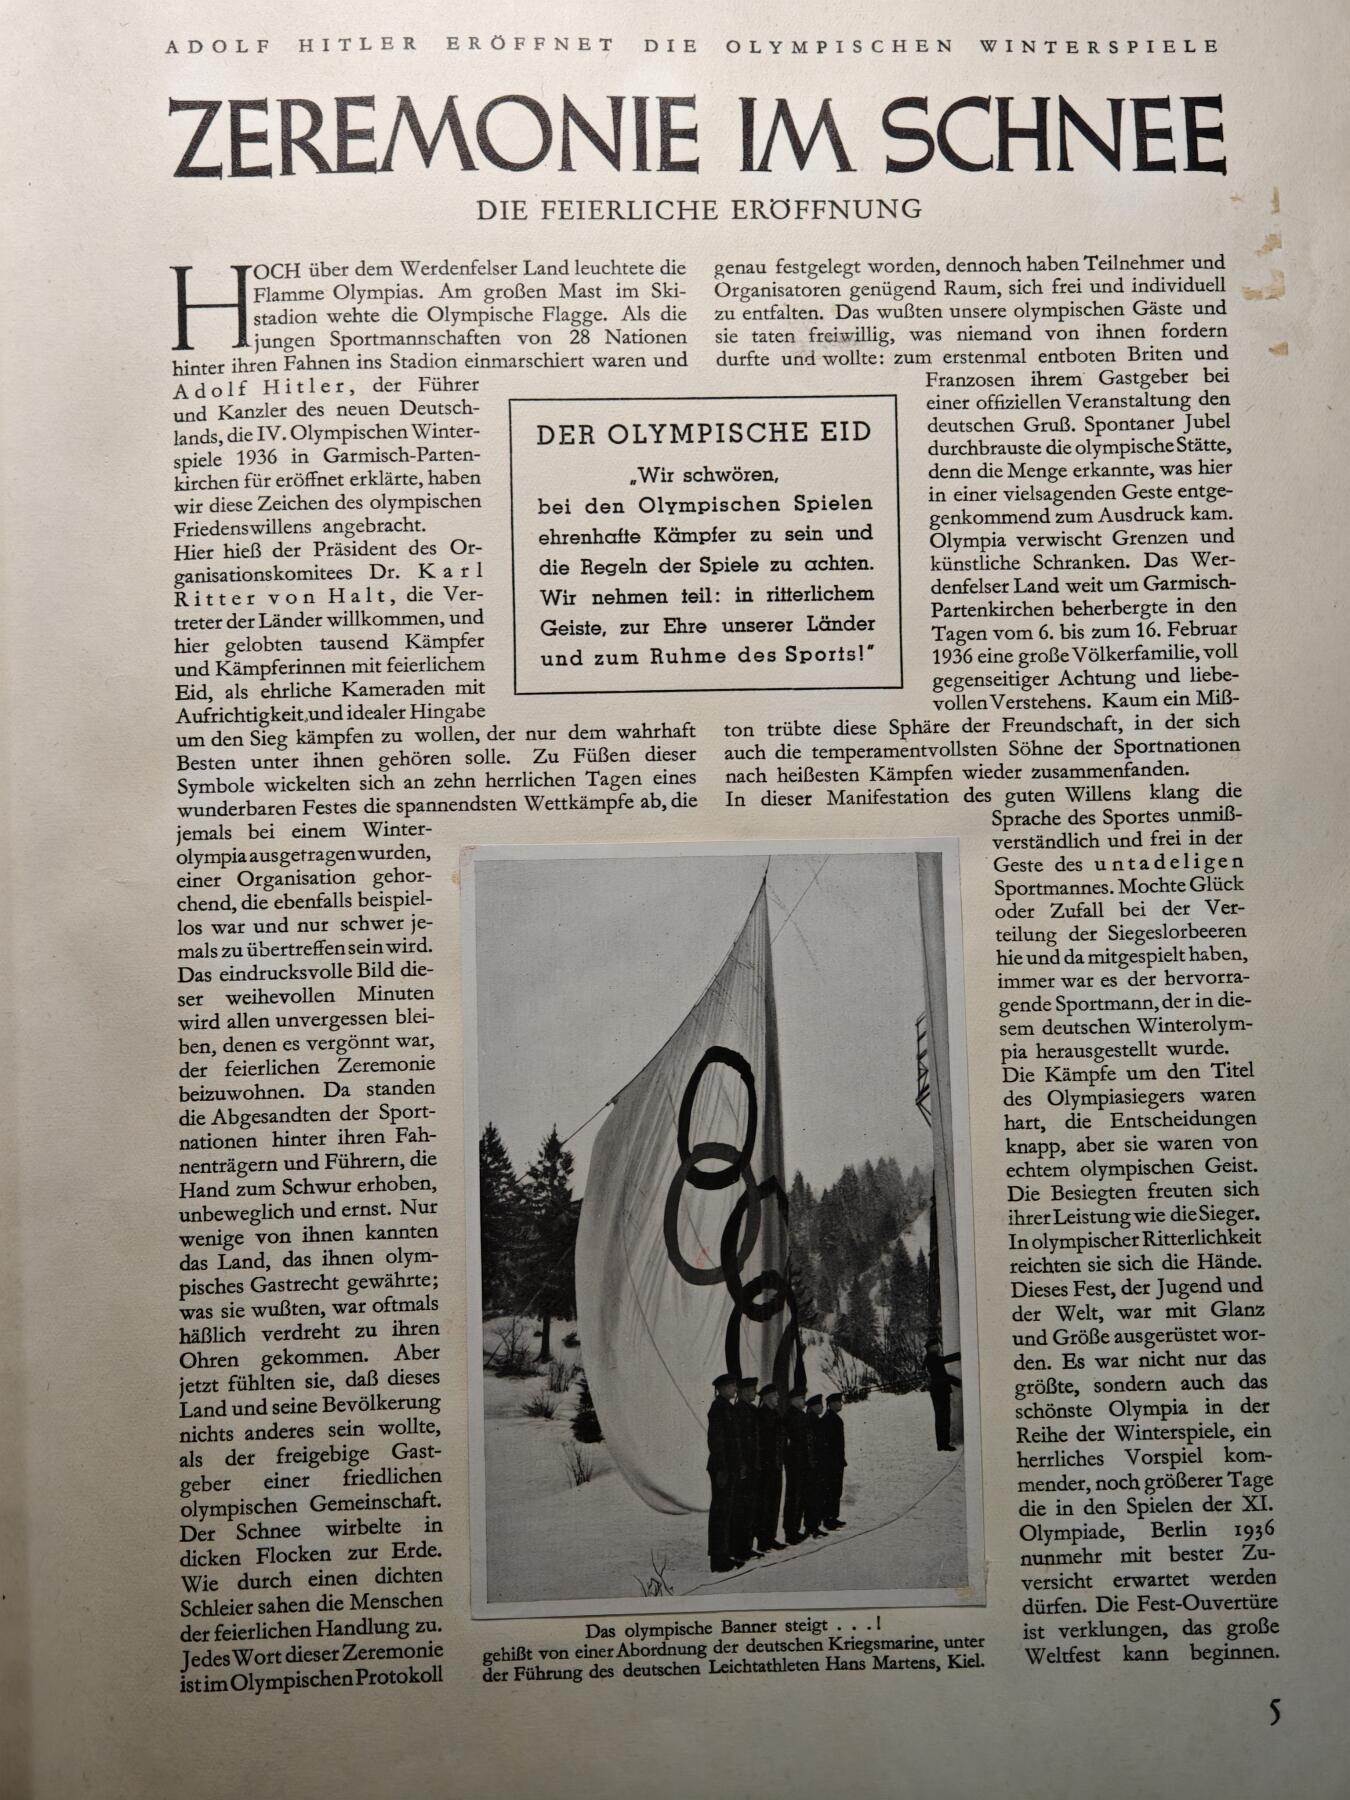 ADOLF HITLER ERÖFFNET DIE OLYMPISCHEN WINTERSPIELE
ZEREMONIE IM SCHNEE
DIE FEIERLICHE ERÖFFNUNG
HOCH über dem Werdenfelser Land leuchtete die
Flamme Olympias. Am großen Mast im Ski-
stadion wehte die Olympische Flagge. Als die
jungen Sportmannschaften von 28 Nationen
hinter ihren Fahnen ins Stadion einmarschiert waren und
Adolf Hitler, der Führer
und Kanzler des neuen Deutsch-
lands, die IV. Olympischen Winter-
spiele 1936 in Garmisch-Parten-
kirchen für eröffnet erklärte, haben
wir diese Zeichen des olympischen
Friedenswillens angebracht.
Hier hieß der Präsident des Or-
ganisationskomitees Dr. Karl
Ritter von Halt, die Ver-
treter der Länder willkommen, und
hier gelobten tausend Kämpfer
und Kämpferinnen mit feierlichem
Eid, als ehrliche Kameraden mit
Aufrichtigkeit und idealer Hingabe
um den Sieg kämpfen zu wollen, der nur dem wahrhaft
Besten unter ihnen gehören solle. Zu Füßen dieser
Symbole wickelten sich an zehn herrlichen Tagen eines
wunderbaren Festes die spannendsten Wettkämpfe ab, die
jemals bei einem Winter-
olympia ausgetragen wurden,
einer Organisation gehor-
chend, die ebenfalls beispiel-
los war und nur schwer je-
mals zu übertreffen sein wird.
Das eindrucksvolle Bild die-
ser weihevollen Minuten
wird allen unvergessen blei-
ben, denen es vergönnt war,
der feierlichen Zeremonie
beizuwohnen. Da standen
die Abgesandten der Sport-
nationen hinter ihren Fah-
nenträgern und Führern, die
Hand zum Schwur erhoben,
unbeweglich und ernst. Nur
wenige von ihnen kannten
das Land, das ihnen olym-
pisches Gastrecht gewährte;
was sie wußten, war oftmals
häßlich verdreht zu ihren
Ohren gekommen. Aber
jetzt fühlten sie, daß dieses
Land und seine Bevölkerung
nichts anderes sein wollte,
als der freigebige Gast-
geber einer friedlichen
olympischen Gemeinschaft.
Der Schnee wirbelte in
dicken Flocken zur Erde.
Wie durch einen dichten
Schleier sahen die Menschen
der feierlichen Handlung zu.
Jedes Wort dieser Zeremonie
ist im Olympischen Protokoll
genau festgelegt worden, dennoch haben Teilnehmer und
Organisatoren genügend Raum, sich frei und individuell
zu entfalten. Das wußten unsere olympischen Gäste und
sie taten freiwillig, was niemand von ihnen fordern
durfte und wollte: zum erstenmal entboten Briten und
Franzosen ihrem Gastgeber bei
einer offiziellen Veranstaltung den
deutschen Gruß. Spontaner Jubel
durchbrauste die olympische Stätte,
denn die Menge erkannte, was hier
in einer vielsagenden Geste entge-
genkommend zum Ausdruck kam.
Olympia verwischt Grenzen und
künstliche Schranken. Das Wer-
denfelser Land weit um Garmisch-
Partenkirchen beherbergte in den
Tagen vom 6. bis zum 16. Februar
1936 eine große Völkerfamilie, voll
gegenseitiger Achtung und liebe-
vollen Verstehens. Kaum ein Miß-
ton trübte diese Sphäre der Freundschaft, in der sich
auch die temperamentvollsten Söhne der Sportnationen
nach heißesten Kämpfen wieder zusammenfanden.
In dieser Manifestation des guten Willens klang die
Sprache des Sportes unmiß-
verständlich und frei in der
Geste des untadeligen
Sportmannes. Mochte Glück
oder Zufall bei der Ver-
teilung der Siegeslorbeeren
hie und da mitgespielt haben,
immer war es der hervorra-
gende Sportmann, der in die-
sem deutschen Winterolym-
pia herausgestellt wurde.
Die Kämpfe um den Titel
des Olympiasiegers waren
hart, die Entscheidungen
knapp, aber sie waren von
echtem olympischen Geist.
Die Besiegten freuten sich
ihrer Leistung wie die Sieger.
In olympischer Ritterlichkeit
reichten sie sich die Hände.
Dieses Fest, der Jugend und
der Welt, war mit Glanz
und Größe ausgerüstet wor-
den. Es war nicht nur das
größte, sondern auch das
schönste Olympia in der
Reihe der Winterspiele, ein
herrliches Vorspiel kom-
mender, noch größerer Tage
die in den Spielen der XI.
Olympiade, Berlin 1936
nunmehr mit bester Zu-
versicht erwartet werden
dürfen. Die Fest-Ouvertüre
ist verklungen, das große
Weltfest kann beginnen.
DER OLYMPISCHE EID
„Wir schwören,
bei den Olympischen Spielen
ehrenhafte Kämpfer zu sein und
die Regeln der Spiele zu achten.
Wir nehmen teil: in ritterlichem
Geiste, zur Ehre unserer Länder
und zum Ruhme des Sports!"
Das olympische Banner steigt . . . !
gehißt von einer Abordnung der deutschen Kriegsmarine, unter
der Führung des deutschen Leichtathleten Hans Martens, Kiel.
5